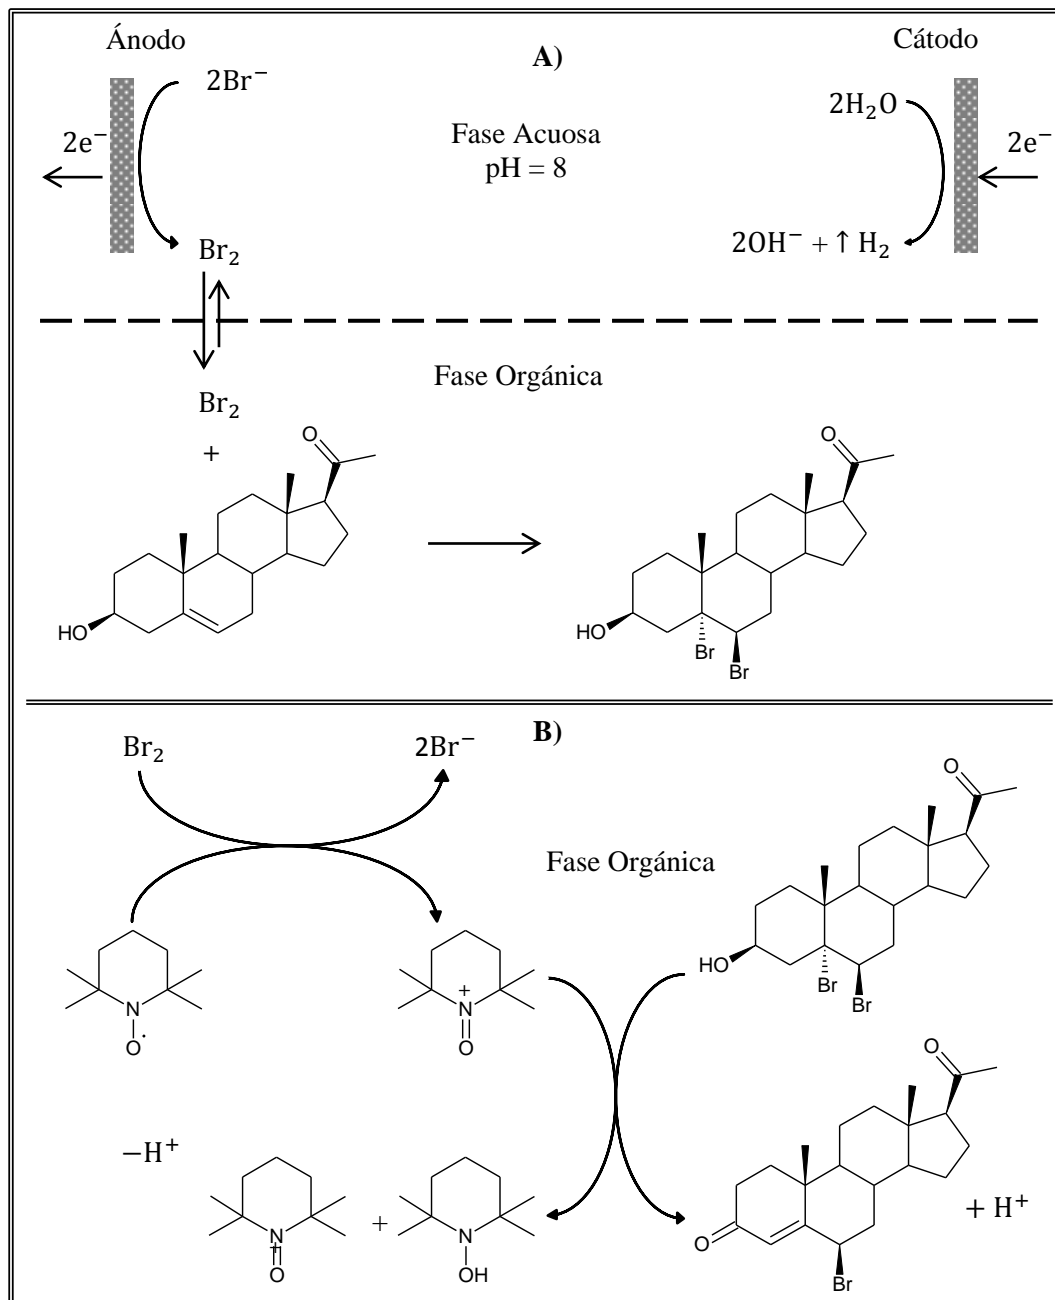 Ánodo
A)
Cátodo
2Br⁻
2H₂O
2e⁻
Fase Acuosa
2e⁻
pH = 8
Br₂
2OH⁻ + ↑ H₂
Fase Orgánica
Br₂
+
O
HO
O
HO
Br
Br
B)
Br₂
2Br⁻
Fase Orgánica
O
HO
Br
Br
N
O·
N
+
O
O
−H⁺
N
+
O
+
N
OH
O
Br
+ H⁺